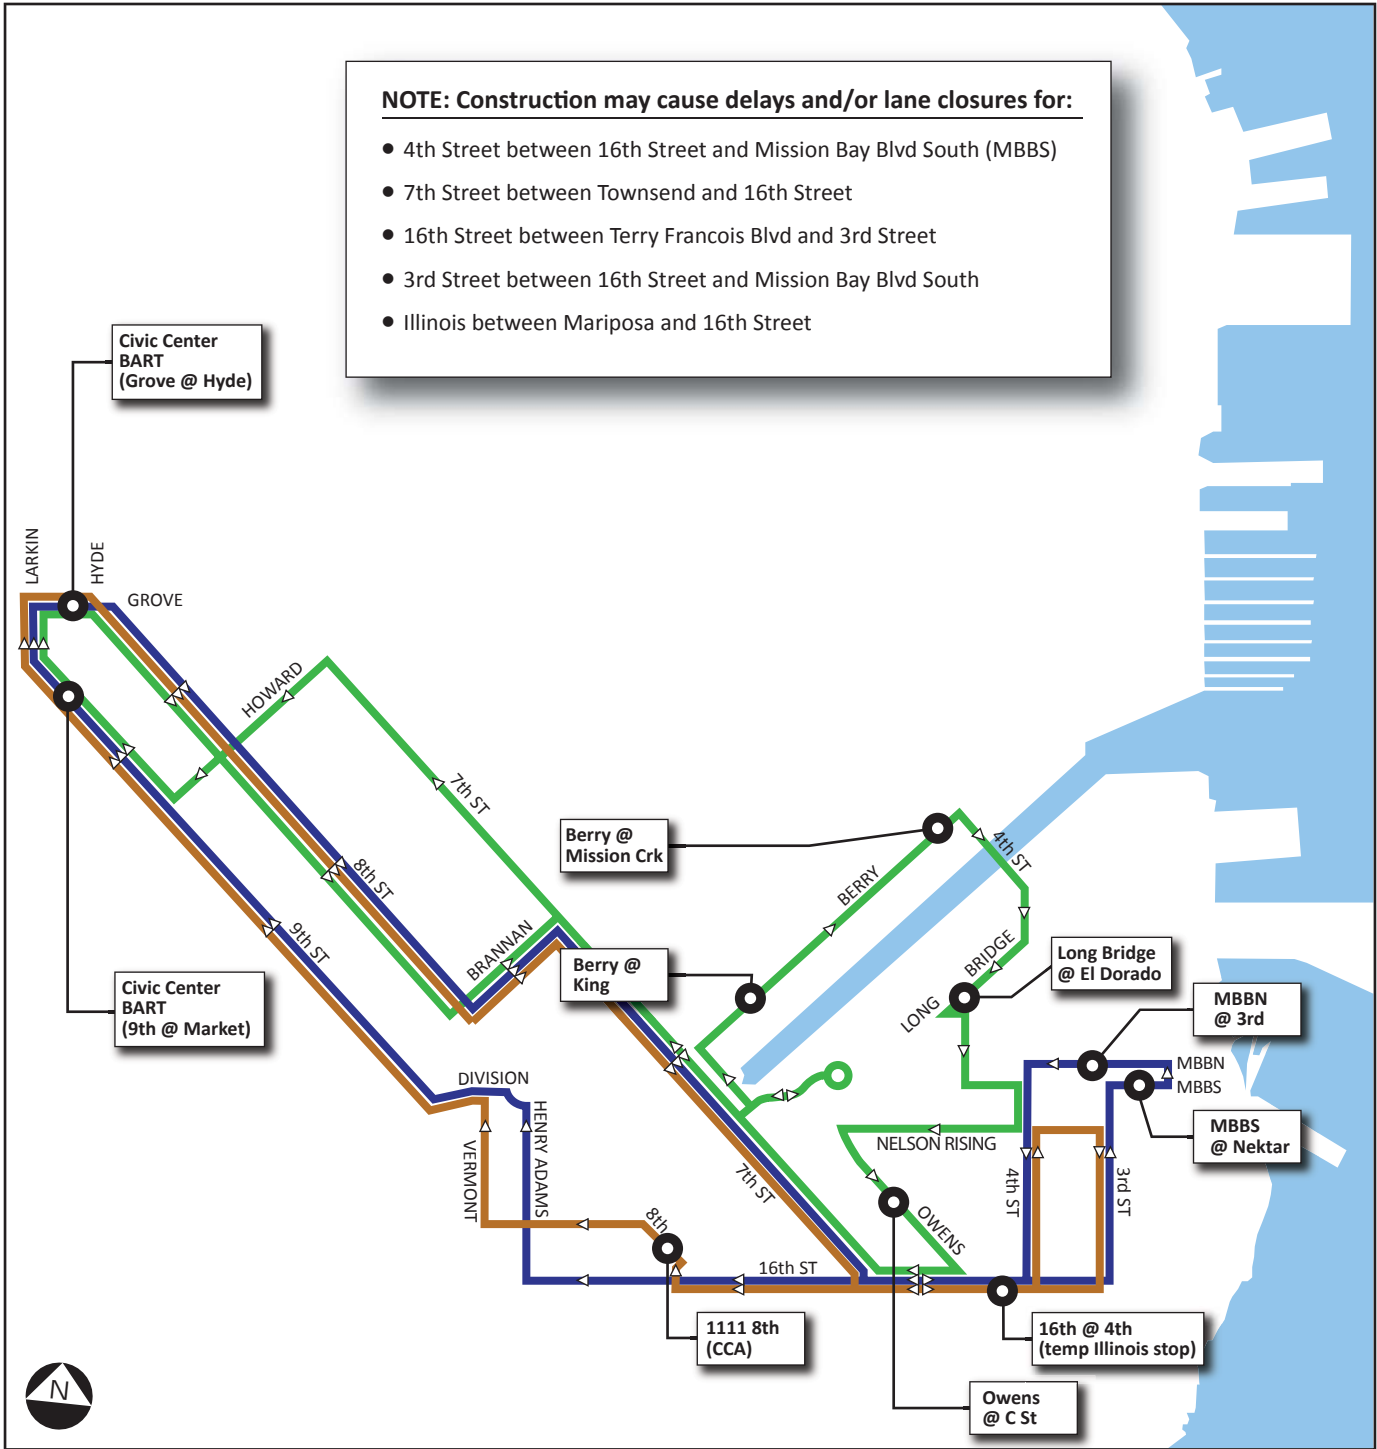 NOTE: Construction may cause delays and/or lane closures for:
● 4th Street between 16th Street and Mission Bay Blvd South (MBBS)
● 7th Street between Townsend and 16th Street
● 16th Street between Terry Francois Blvd and 3rd Street
● 3rd Street between 16th Street and Mission Bay Blvd South
● Illinois between Mariposa and 16th Street
Civic Center
BART
(Grove @ Hyde)
LARKIN
HYDE
GROVE
HOWARD
7th ST
8th ST
9th ST
BRANNAN
Berry @
Mission Crk
BERRY
4th ST
Berry @
King
BRIDGE
LONG
Long Bridge
@ El Dorado
Civic Center
BART
(9th @ Market)
MBBN
@ 3rd
MBBN
MBBS
MBBS
@ Nektar
DIVISION
HENRY ADAMS
VERMONT
NELSON RISING
7th ST
4th ST
3rd ST
8th
OWENS
16th ST
1111 8th
(CCA)
16th @ 4th
(temp Illinois stop)
Owens
@ C St
N